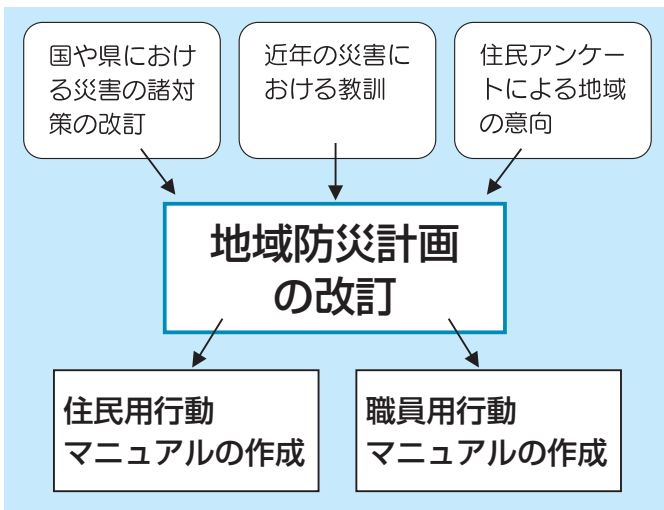 国や県におけ
る災害の諸対
策の改訂
近年の災害に
おける教訓
住民アンケー
トによる地域
の意向
地域防災計画
の改訂
住民用行動
マニュアルの作成
職員用行動
マニュアルの作成